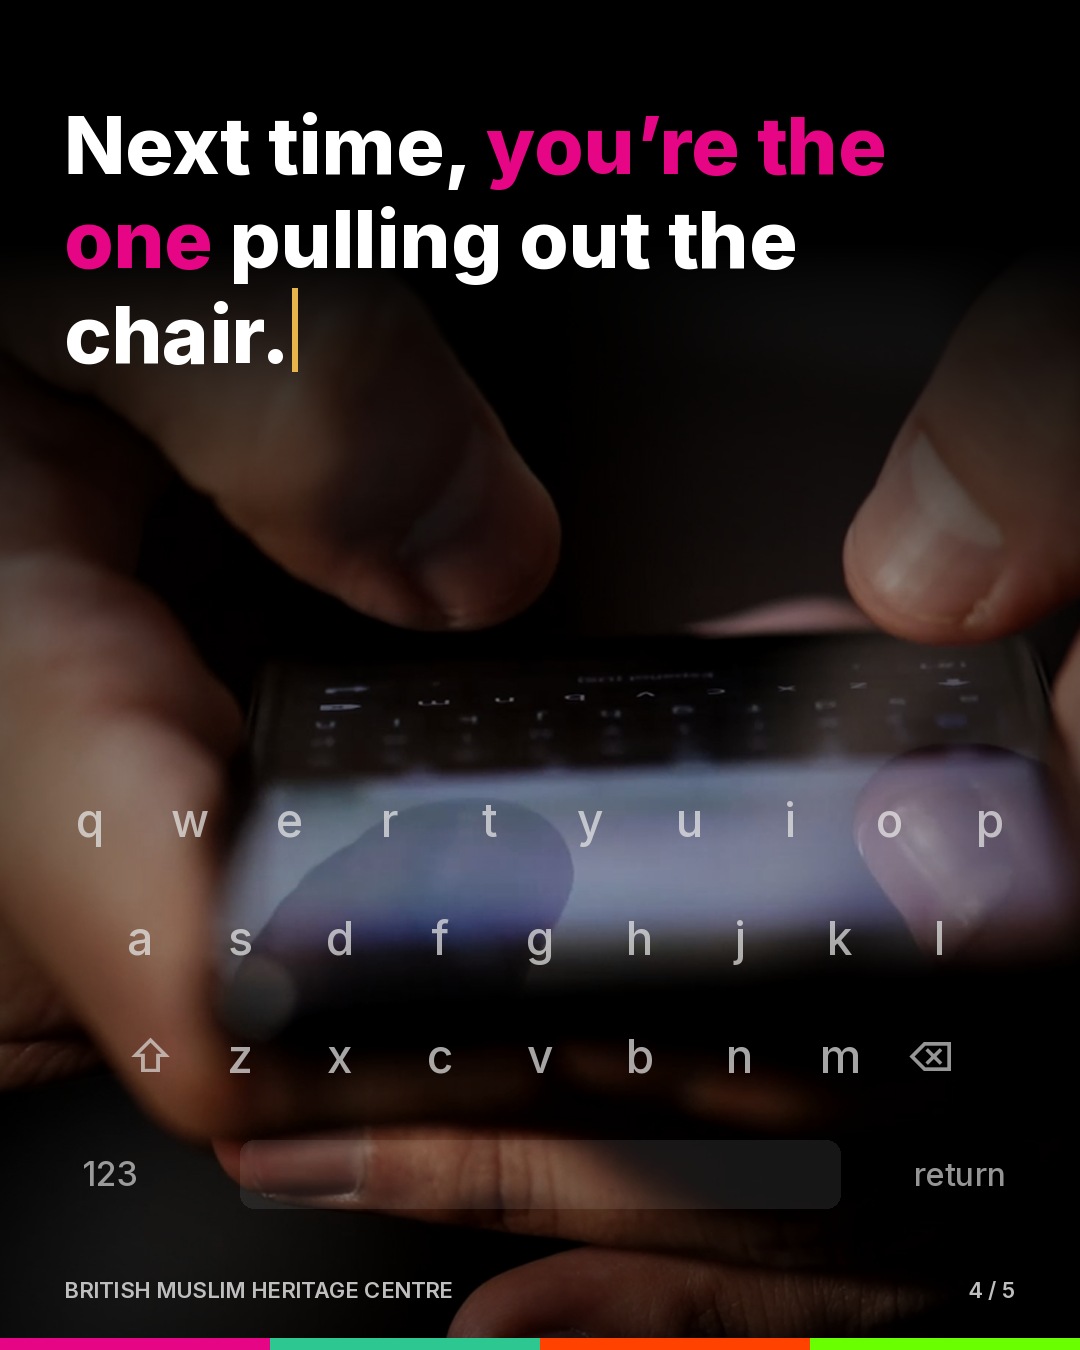 Next time, you’re the
one pulling out the
chair.
q w e r t y u i o p
a s d f g h j k l
z x c v b n m
123 return
BRITISH MUSLIM HERITAGE CENTRE 4 / 5